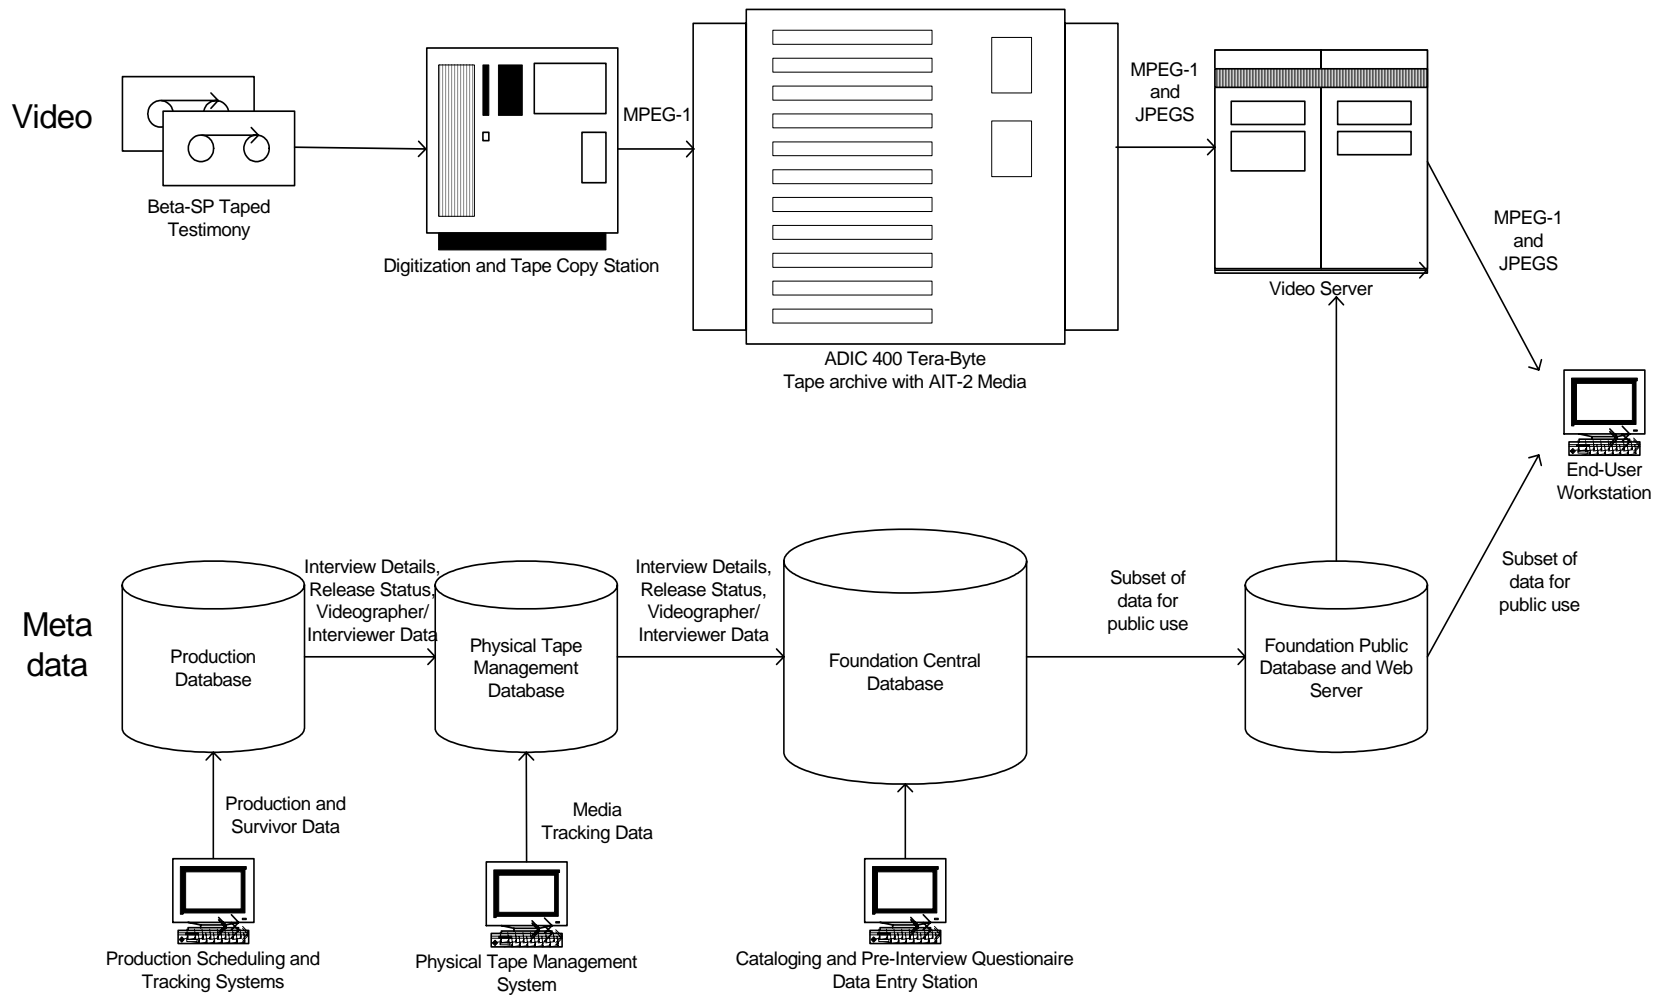 Video
Beta-SP Taped
Testimony
Digitization and Tape Copy Station
MPEG-1
ADIC 400 Tera-Byte
Tape archive with AIT-2 Media
MPEG-1
and
JPEGS
Video Server
MPEG-1
and
JPEGS
End-User
Workstation
Meta
data
Production
Database
Interview Details,
Release Status,
Videographer/
Interviewer Data
Physical Tape
Management
Database
Interview Details,
Release Status,
Videographer/
Interviewer Data
Foundation Central
Database
Subset of
data for
public use
Foundation Public
Database and Web
Server
Subset of
data for
public use
Production and
Survivor Data
Media
Tracking Data
Production Scheduling and
Tracking Systems
Physical Tape Management
System
Cataloging and Pre-Interview Questionaire
Data Entry Station